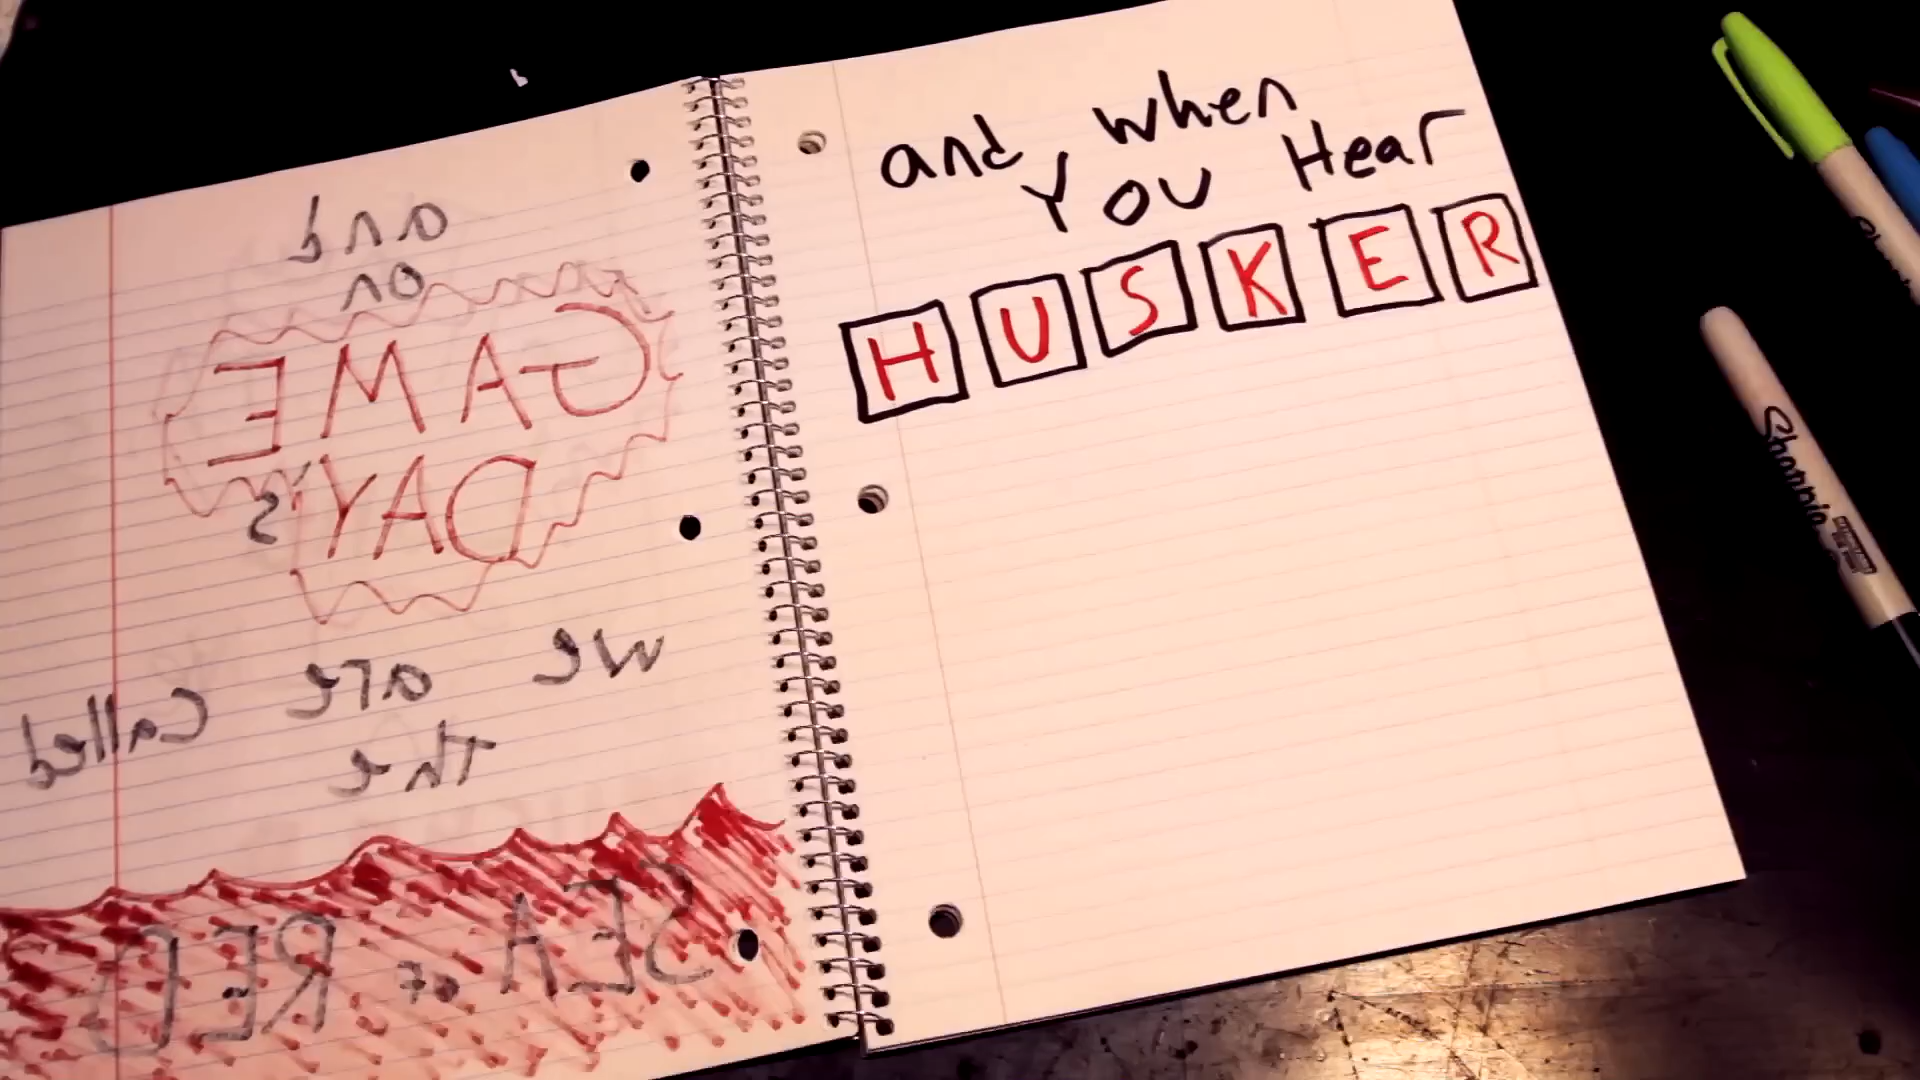 and
on
GAME
DAY's
we are Called
The
SEA of RED
and when
you Hear
HUSKER
Sharpie